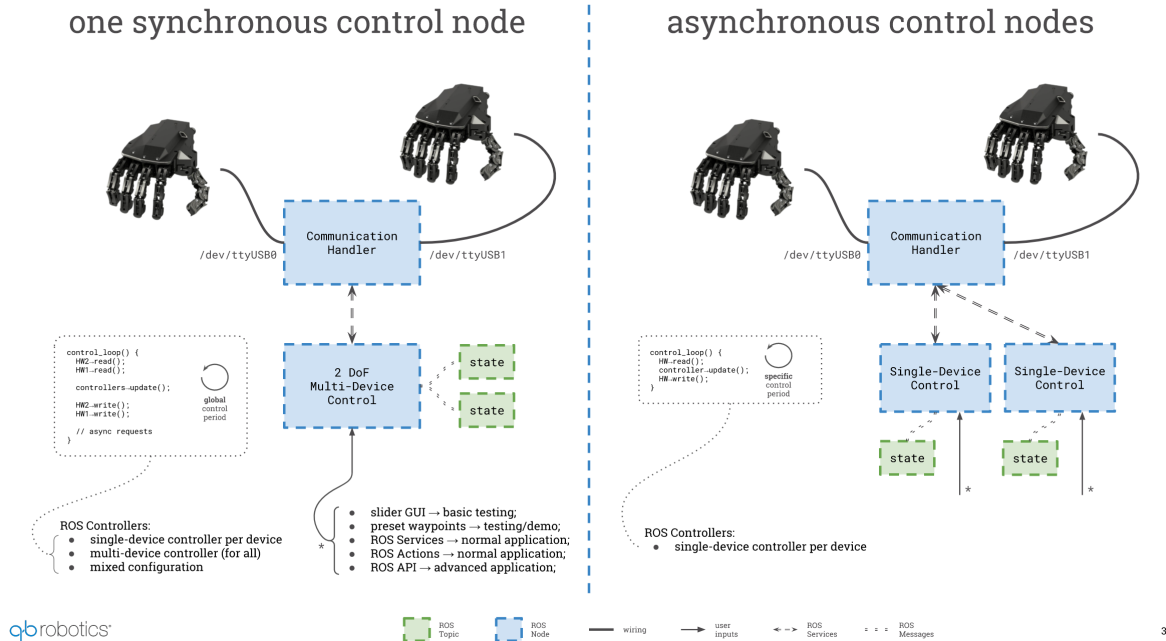 one synchronous control node
/dev/ttyUSB0
Communication
Handler
/dev/ttyUSB1
control_loop() {
HW2→read();
HW1→read();
controllers→update();
HW2→write();
HW1→write();
// async requests
}
global
control
period
2 DoF
Multi-Device
Control
state
state
ROS Controllers:
● single-device controller per device
● multi-device controller (for all)
● mixed configuration
*
● slider GUI → basic testing;
● preset waypoints → testing/demo;
● ROS Services → normal application;
● ROS Actions → normal application;
● ROS API → advanced application;
asynchronous control nodes
/dev/ttyUSB0
Communication
Handler
/dev/ttyUSB1
control_loop() {
HW→read();
controller→update();
HW→write();
}
specific
control
period
Single-Device
Control
Single-Device
Control
state
state
*
*
ROS Controllers:
● single-device controller per device
qbrobotics
ROS
Topic
ROS
Node
wiring
user
inputs
ROS
Services
ROS
Messages
3